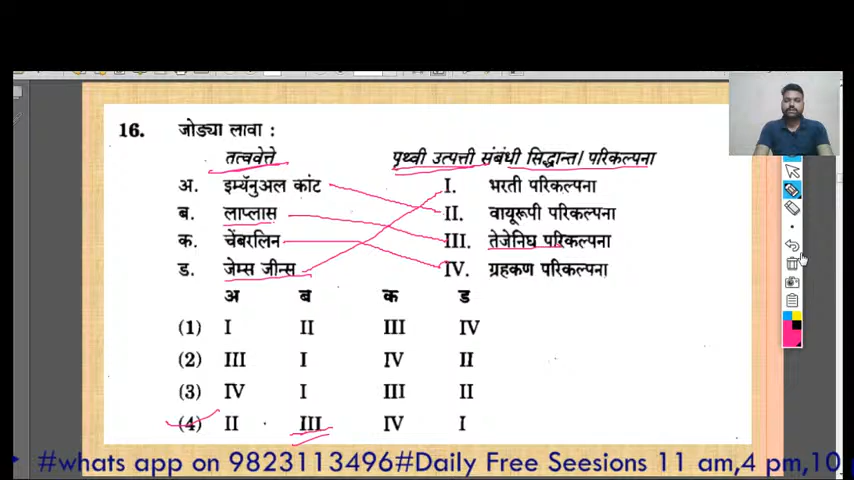 16. जोड्या लावा :
तत्ववेत्ते पृथ्वी उत्पत्ती संबंधी सिद्धान्त/परिकल्पना
अ. इम्यॅनुअल कांट I. भरती परिकल्पना
ब. लाप्लास II. वायूरूपी परिकल्पना
क. चेंबरलिन III. तेजेनिघ परिकल्पना
ड. जेम्स जीन्स IV. ग्रहकण परिकल्पना
अ ब क ड
(1) I II III IV
(2) III I IV II
(3) IV I III II
(4) II III IV I
#whats app on 9823113496#Daily Free Seesions 11 am,4 pm,10